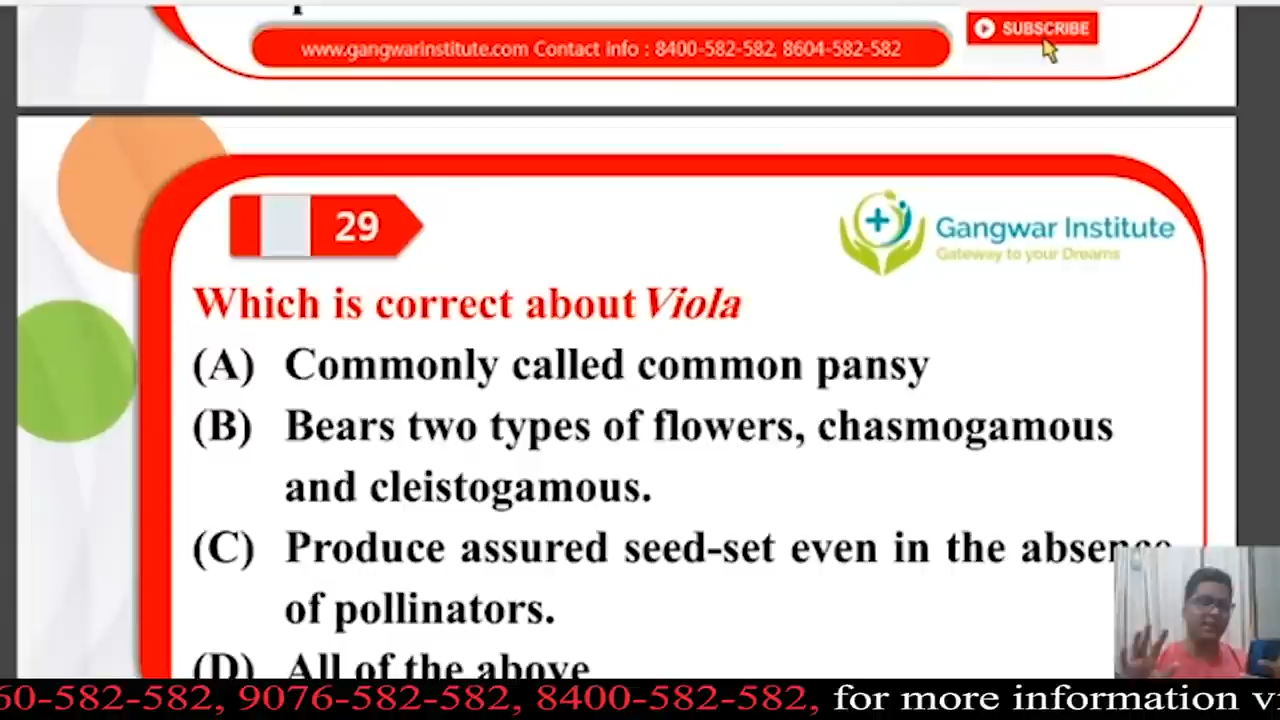 www.gangwarinstitute.com Contact info : 8400-582-582, 8604-582-582
SUBSCRIBE
29
Gangwar Institute
Gateway to your Dreams
Which is correct about Viola
(A) Commonly called common pansy
(B) Bears two types of flowers, chasmogamous
and cleistogamous.
(C) Produce assured seed-set even in the absence
of pollinators.
(D) All of the above
60-582-582, 9076-582-582, 8400-582-582, for more information